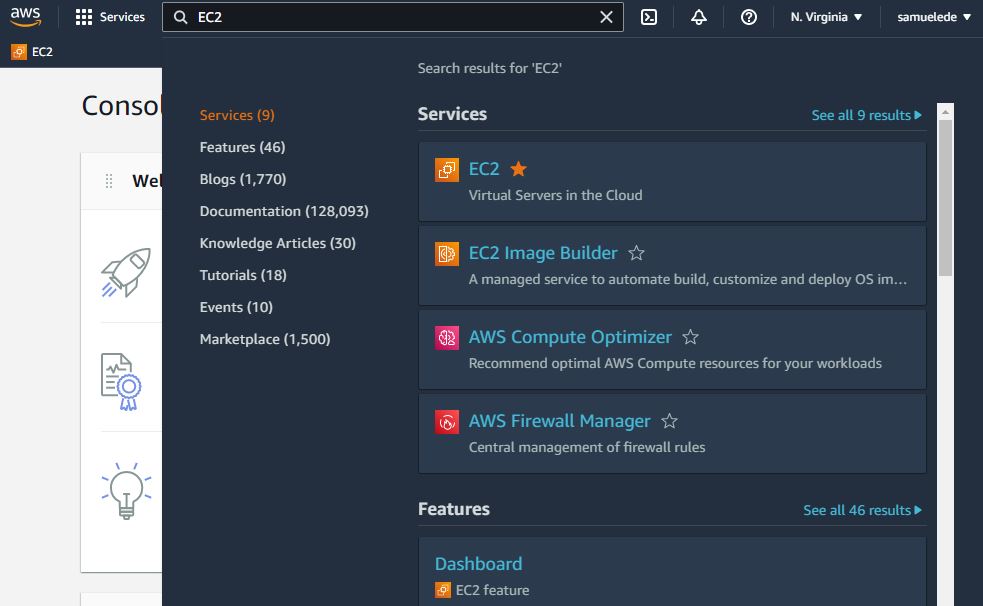 aws
Services
EC2
N. Virginia
samuelede
EC2
Search results for 'EC2'
Services (9)
Features (46)
Blogs (1,770)
Documentation (128,093)
Knowledge Articles (30)
Tutorials (18)
Events (10)
Marketplace (1,500)
Services
See all 9 results
EC2
Virtual Servers in the Cloud
EC2 Image Builder
A managed service to automate build, customize and deploy OS im…
AWS Compute Optimizer
Recommend optimal AWS Compute resources for your workloads
AWS Firewall Manager
Central management of firewall rules
Features
See all 46 results
Dashboard
EC2 feature
Consol
Wel